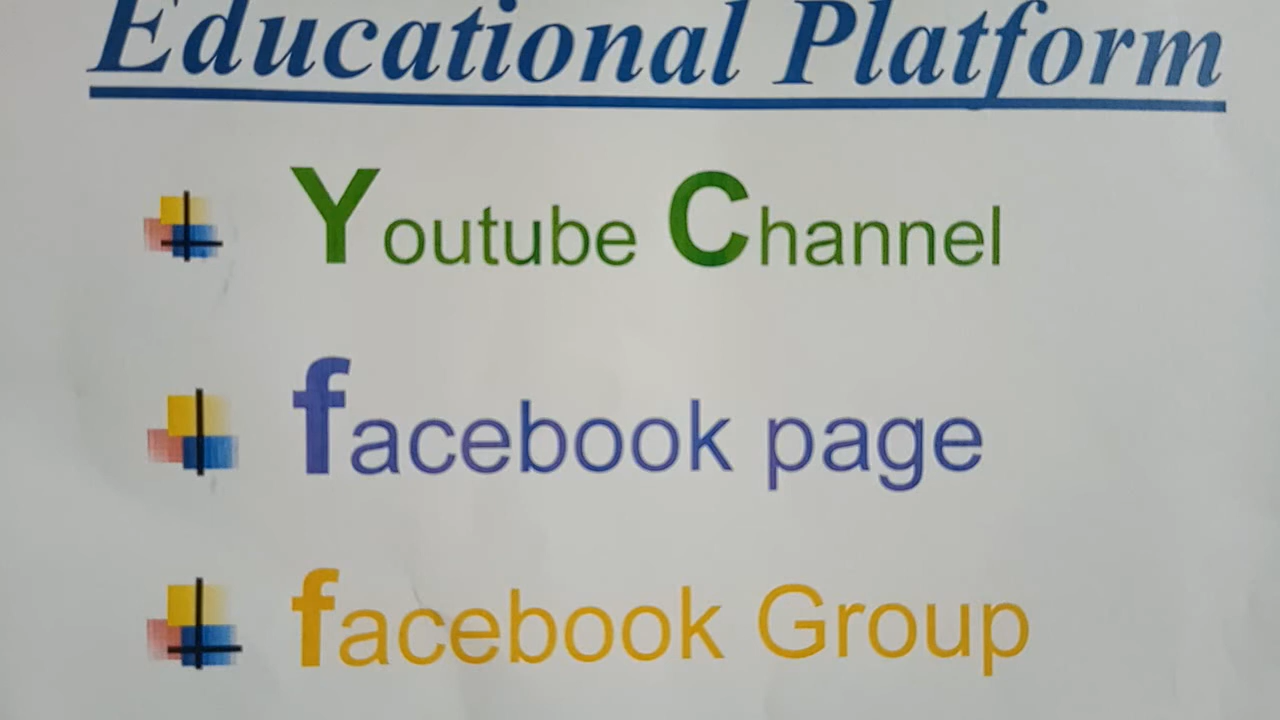 Educational Platform
Youtube Channel
facebook page
facebook Group